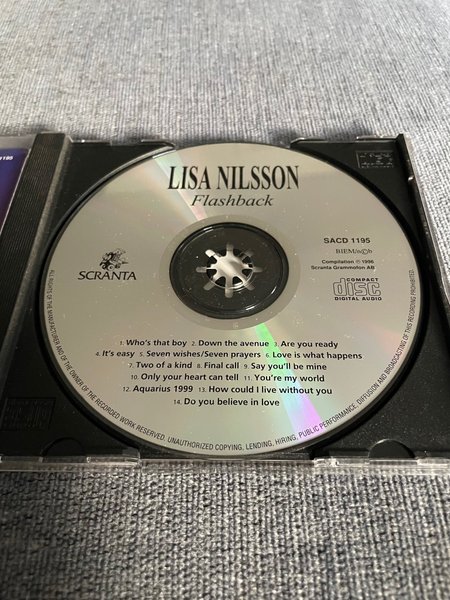 1195
LISA NILSSON
Flashback
SACD 1195
BIEM/n©b
SCRANTA
Compilation ℗ 1996
Scranta Grammofon AB
COMPACT
disc
DIGITAL AUDIO
1. Who's that boy 2. Down the avenue 3. Are you ready
4. It's easy 5. Seven wishes/Seven prayers 6. Love is what happens
7. Two of a kind 8. Final call 9. Say you'll be mine
10. Only your heart can tell 11. You're my world
12. Aquarius 1999 13. How could I live without you
14. Do you believe in love
ALL RIGHTS OF THE MANUFACTURER AND OF THE OWNER OF THE RECORDED WORK RESERVED. UNAUTHORIZED COPYING, LENDING, HIRING, PUBLIC PERFORMANCE, DIFFUSION AND BROADCASTING OF THIS RECORDING PROHIBITED.